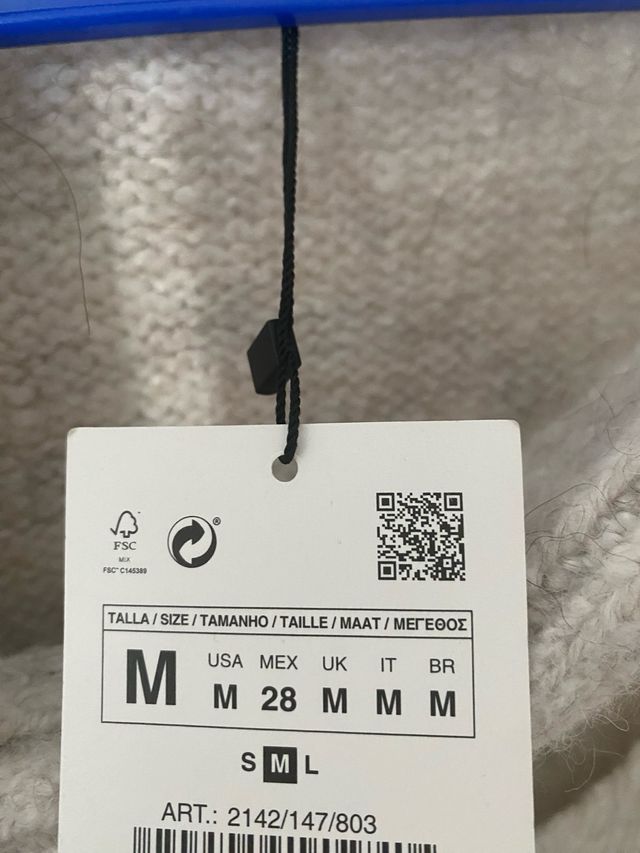 ®
FSC
MIX
FSC™ C145389
TALLA / SIZE / TAMANHO / TAILLE / MAAT / ΜΕΓΕΘΟΣ
M
USA MEX UK IT BR
M 28 M M M
S M L
ART.: 2142/147/803